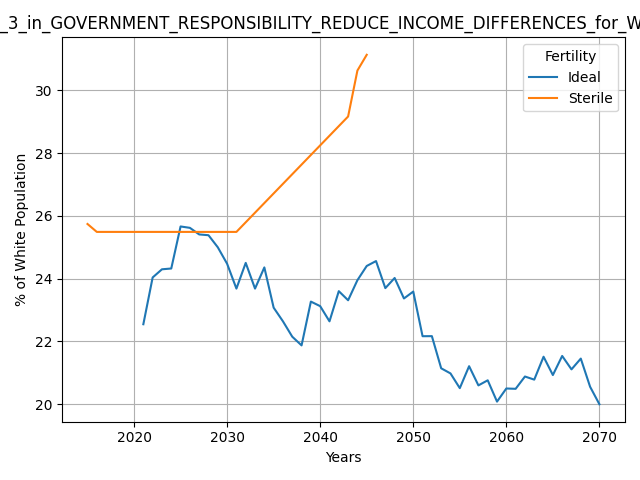 _3_in_GOVERNMENT_RESPONSIBILITY_REDUCE_INCOME_DIFFERENCES_for_W
Fertility
Ideal
Sterile
% of White Population
30
28
26
24
22
20
2020
2030
2040
2050
2060
2070
Years